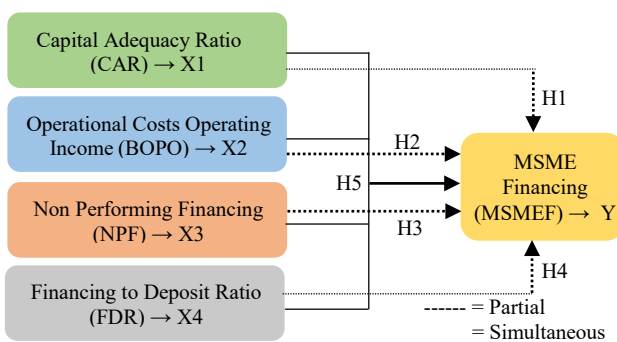 Capital Adequacy Ratio
(CAR) → X1
Operational Costs Operating
Income (BOPO) → X2
Non Performing Financing
(NPF) → X3
Financing to Deposit Ratio
(FDR) → X4
H1
H2
H5
H3
H4
MSME
Financing
(MSMEF) → Y
= Partial
= Simultaneous